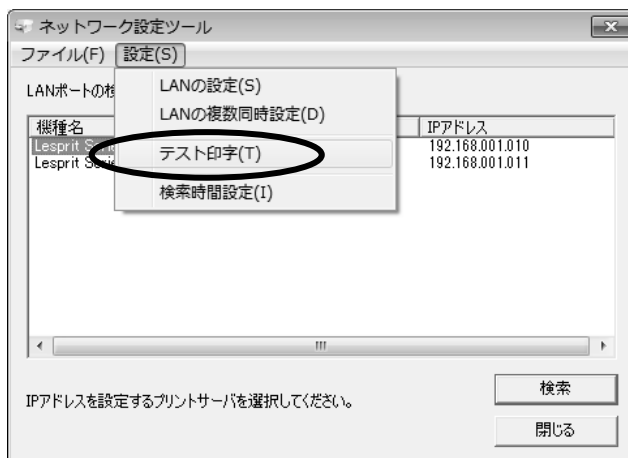 ネットワーク設定ツール
ファイル(F) 設定(S)
LANの設定(S)
LANポートの検
LANの複数同時設定(D)
機種名 IPアドレス
Lesprit Serie 192.168.001.010
テスト印字(T)
Lesprit Serie 192.168.001.011
検索時間設定(I)
検索
IPアドレスを設定するプリントサーバを選択してください。
閉じる